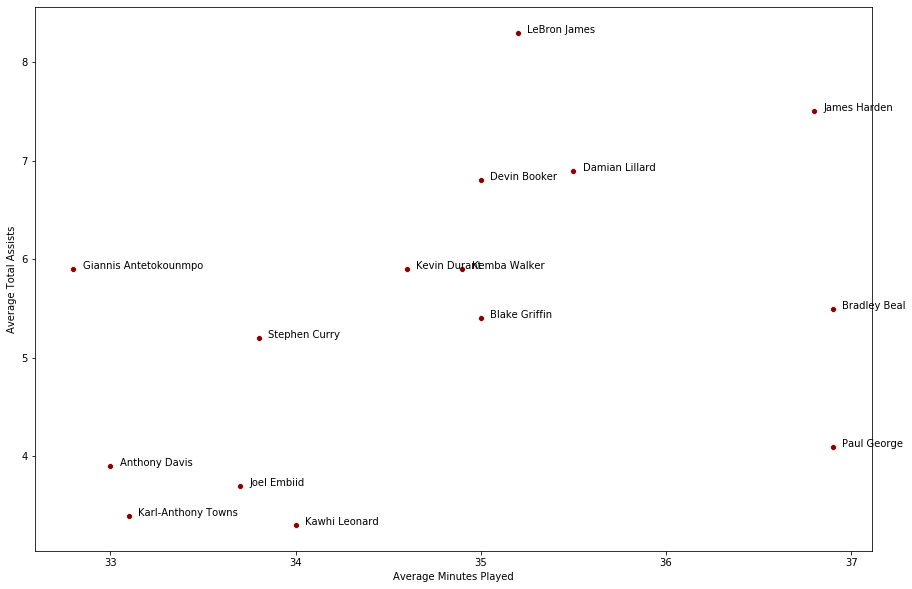 LeBron James
8
James Harden
7
Damian Lillard
Devin Booker
6
Giannis Antetokounmpo
Kevin Durant
Kemba Walker
Bradley Beal
Blake Griffin
Stephen Curry
5
Paul George
4
Anthony Davis
Joel Embiid
Karl-Anthony Towns
Kawhi Leonard
33 34 35 36 37
Average Minutes Played
Average Total Assists